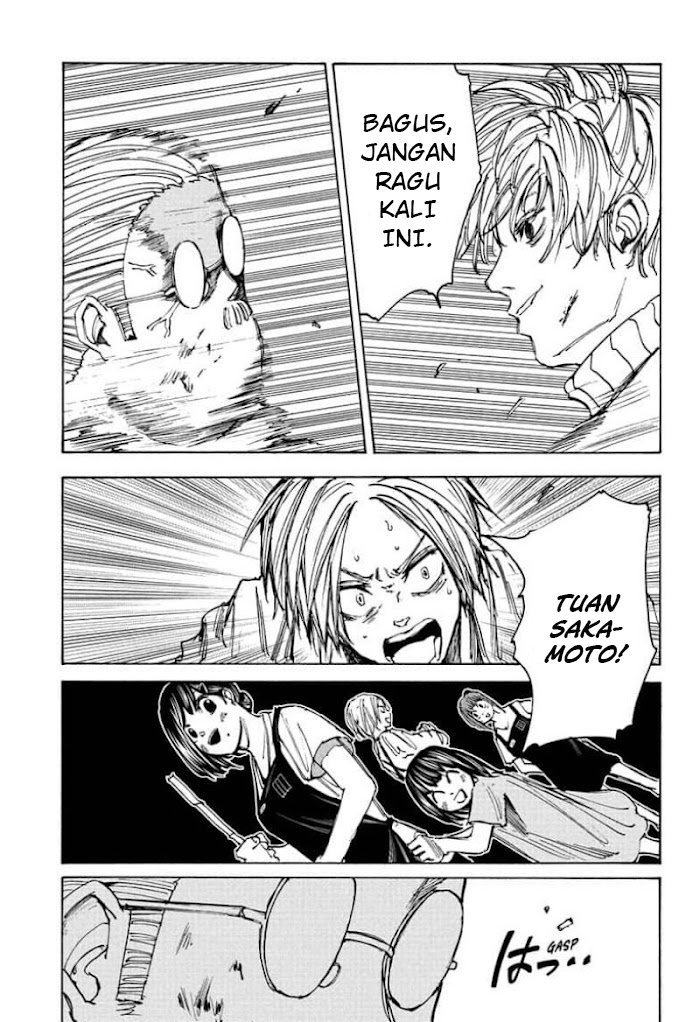 BAGUS,
JANGAN
RAGU
KALI
INI.
TUAN
SAKA-
MOTO!
はっ‥
GASP